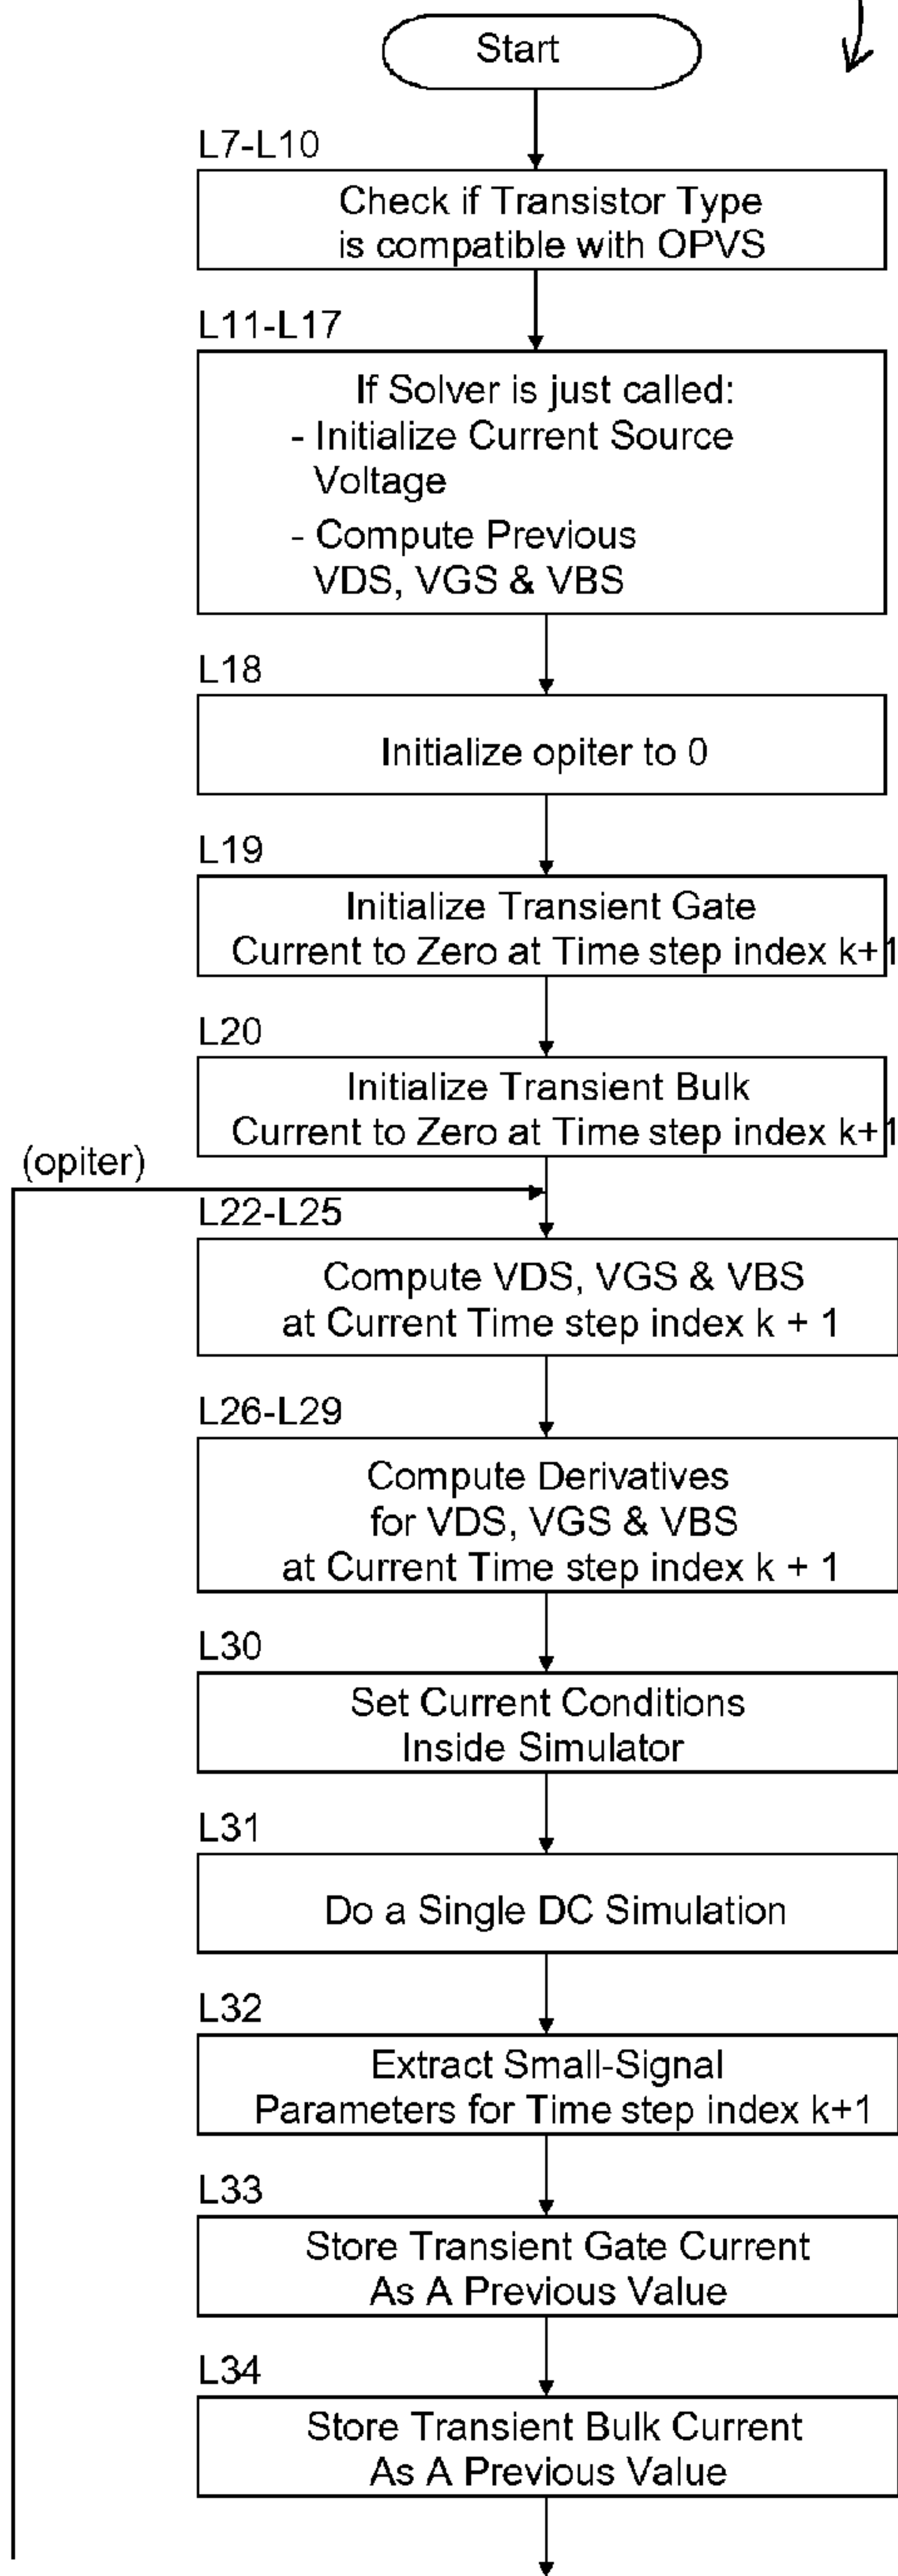 Start
L7-L10
Check if Transistor Type
is compatible with OPVS
L11-L17
If Solver is just called:
- Initialize Current Source
Voltage
- Compute Previous
VDS, VGS & VBS
L18
Initialize opiter to 0
L19
Initialize Transient Gate
Current to Zero at Time step index k+1
L20
Initialize Transient Bulk
Current to Zero at Time step index k+1
(opiter)
L22-L25
Compute VDS, VGS & VBS
at Current Time step index k + 1
L26-L29
Compute Derivatives
for VDS, VGS & VBS
at Current Time step index k + 1
L30
Set Current Conditions
Inside Simulator
L31
Do a Single DC Simulation
L32
Extract Small-Signal
Parameters for Time step index k+1
L33
Store Transient Gate Current
As A Previous Value
L34
Store Transient Bulk Current
As A Previous Value